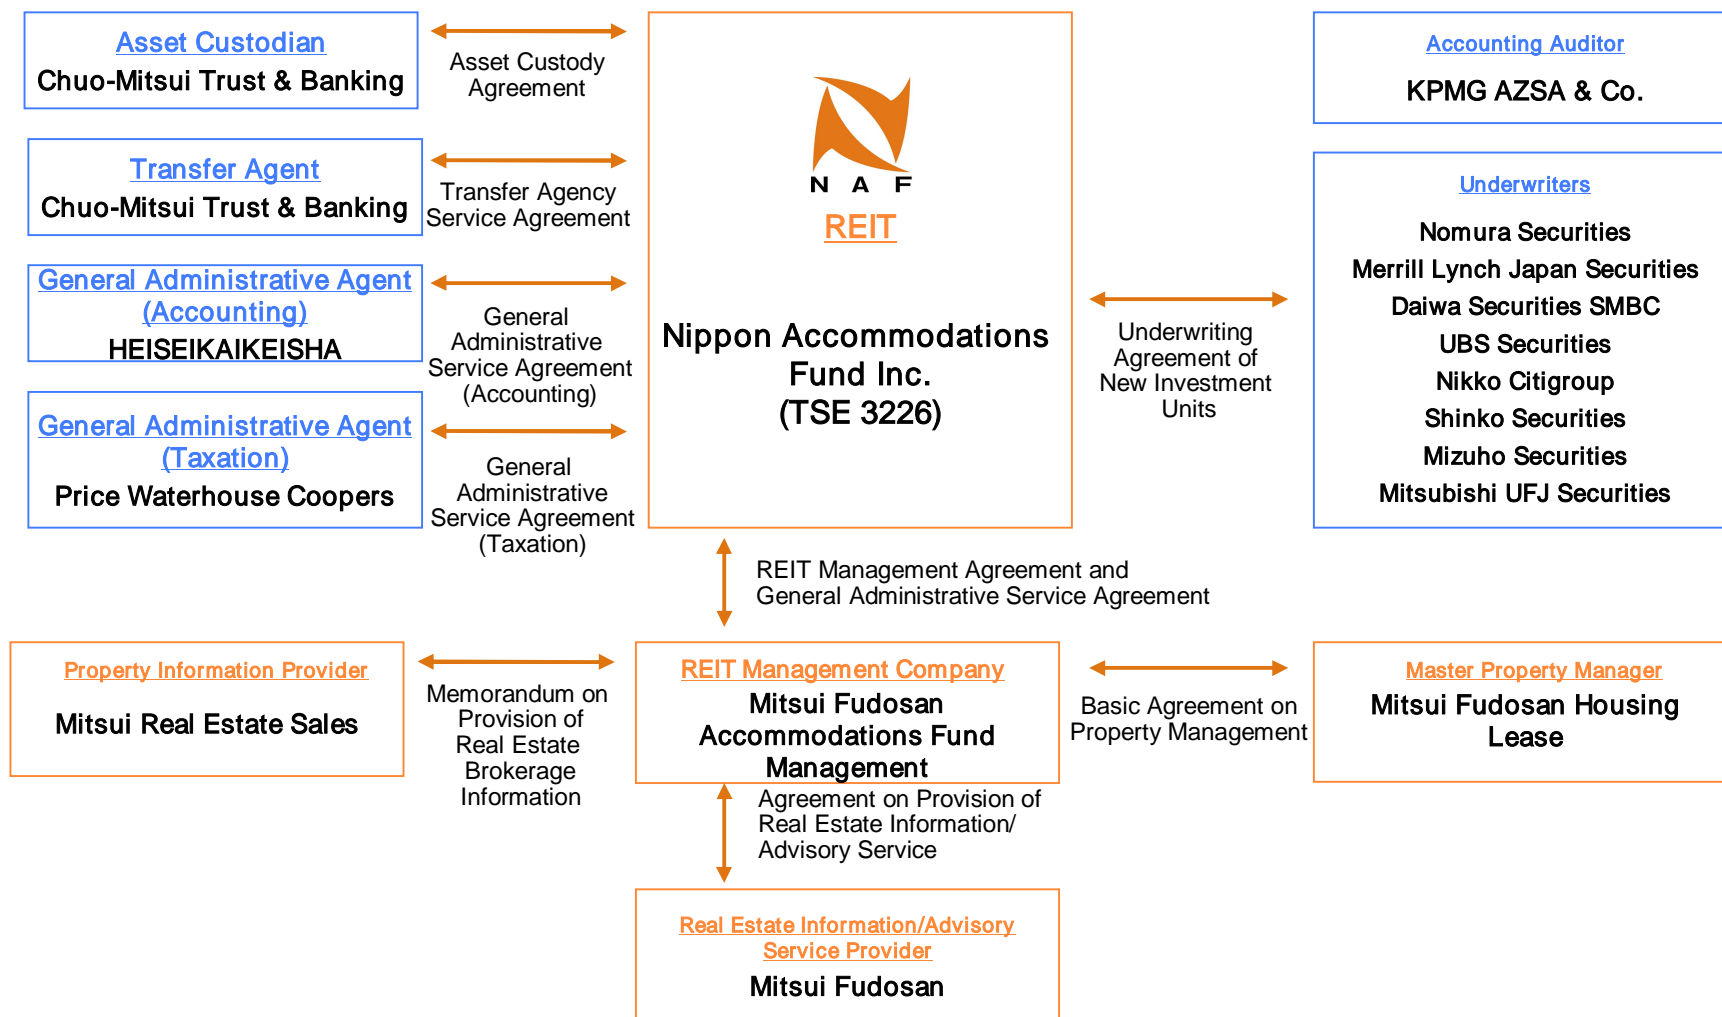 Asset Custodian
Chuo-Mitsui Trust & Banking
Asset Custody
Agreement
Transfer Agent
Chuo-Mitsui Trust & Banking
Transfer Agency
Service Agreement
General Administrative Agent
(Accounting)
HEISEIKAIKEISHA
General
Administrative
Service Agreement
(Accounting)
General Administrative Agent
(Taxation)
Price Waterhouse Coopers
General
Administrative
Service Agreement
(Taxation)
N A F
REIT
Nippon Accommodations
Fund Inc.
(TSE 3226)
Underwriting
Agreement of
New Investment
Units
Accounting Auditor
KPMG AZSA & Co.
Underwriters
Nomura Securities
Merrill Lynch Japan Securities
Daiwa Securities SMBC
UBS Securities
Nikko Citigroup
Shinko Securities
Mizuho Securities
Mitsubishi UFJ Securities
REIT Management Agreement and
General Administrative Service Agreement
Property Information Provider
Mitsui Real Estate Sales
Memorandum on
Provision of
Real Estate
Brokerage
Information
REIT Management Company
Mitsui Fudosan
Accommodations Fund
Management
Basic Agreement on
Property Management
Master Property Manager
Mitsui Fudosan Housing
Lease
Agreement on Provision of
Real Estate Information/
Advisory Service
Real Estate Information/Advisory
Service Provider
Mitsui Fudosan